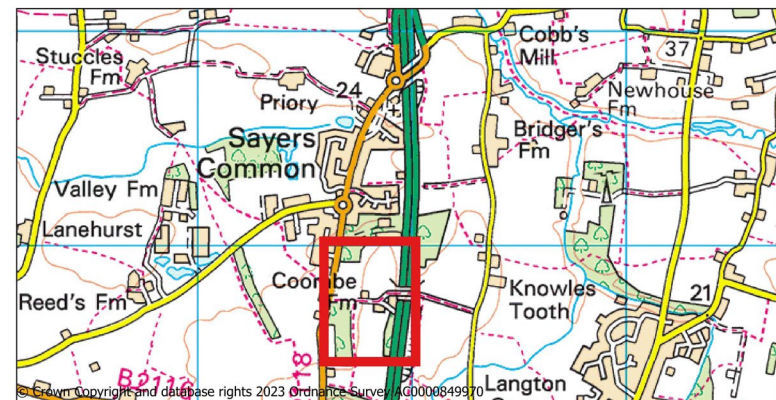 Stuccles
Fm
Priory
24
Cobb's
Mill
37
Newhouse
Fm
Sayers
Common
Bridger's
Fm
Valley Fm
Lanehurst
Coombe
Fm
Reed's Fm
Knowles
Tooth
21
B2116
18
Langton
© Crown Copyright and database rights 2023 Ordnance Survey AC0000849970